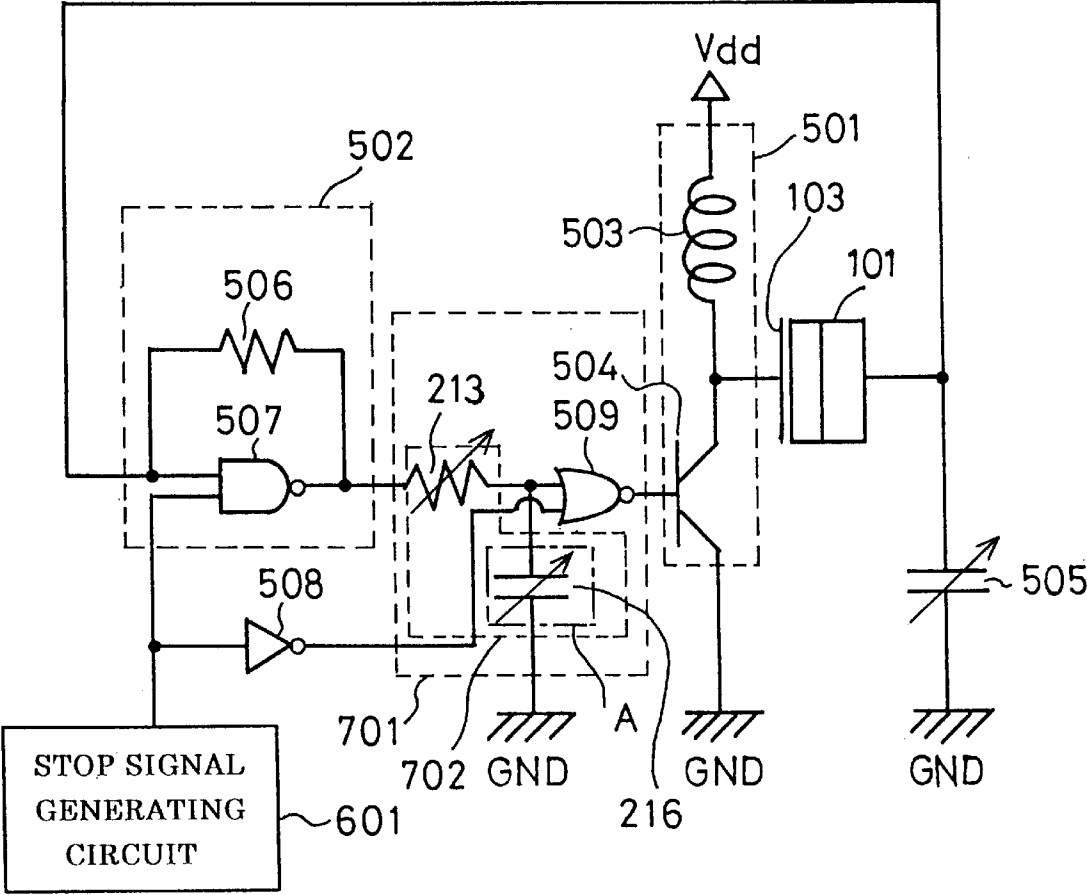 Vdd
501
502
103
503
101
506
504
213
509
507
508
505
701
A
702
GND
GND
GND
216
STOP SIGNAL
GENERATING
CIRCUIT
601